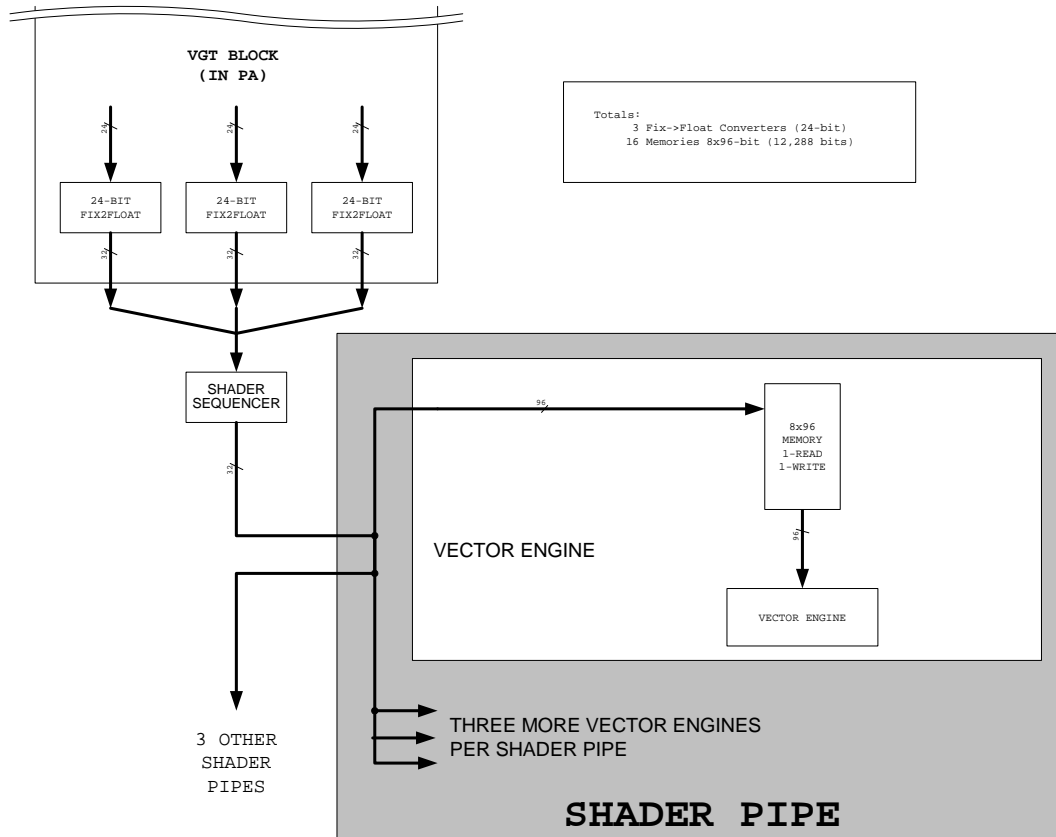 VGT BLOCK
(IN PA)
24
24
24
24-BIT
FIX2FLOAT
24-BIT
FIX2FLOAT
24-BIT
FIX2FLOAT
32
32
32
Totals:
3 Fix->Float Converters (24-bit)
16 Memories 8x96-bit (12,288 bits)
SHADER
SEQUENCER
32
96
8x96
MEMORY
1-READ
1-WRITE
96
VECTOR ENGINE
VECTOR ENGINE
3 OTHER
SHADER
PIPES
THREE MORE VECTOR ENGINES
PER SHADER PIPE
SHADER PIPE